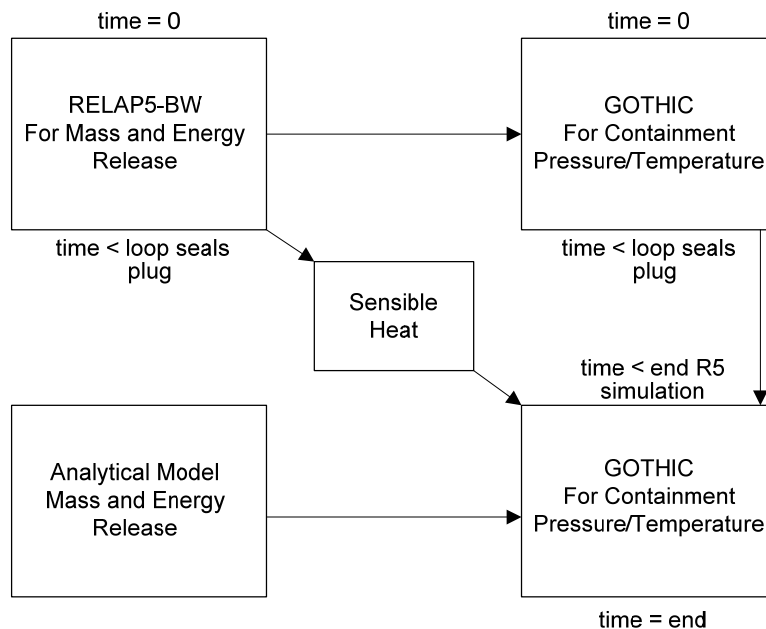 time = 0
RELAP5-BW
For Mass and Energy
Release
time < loop seals
plug
time = 0
GOTHIC
For Containment
Pressure/Temperature
time < loop seals
plug
Sensible
Heat
time < end R5
simulation
Analytical Model
Mass and Energy
Release
GOTHIC
For Containment
Pressure/Temperature
time = end